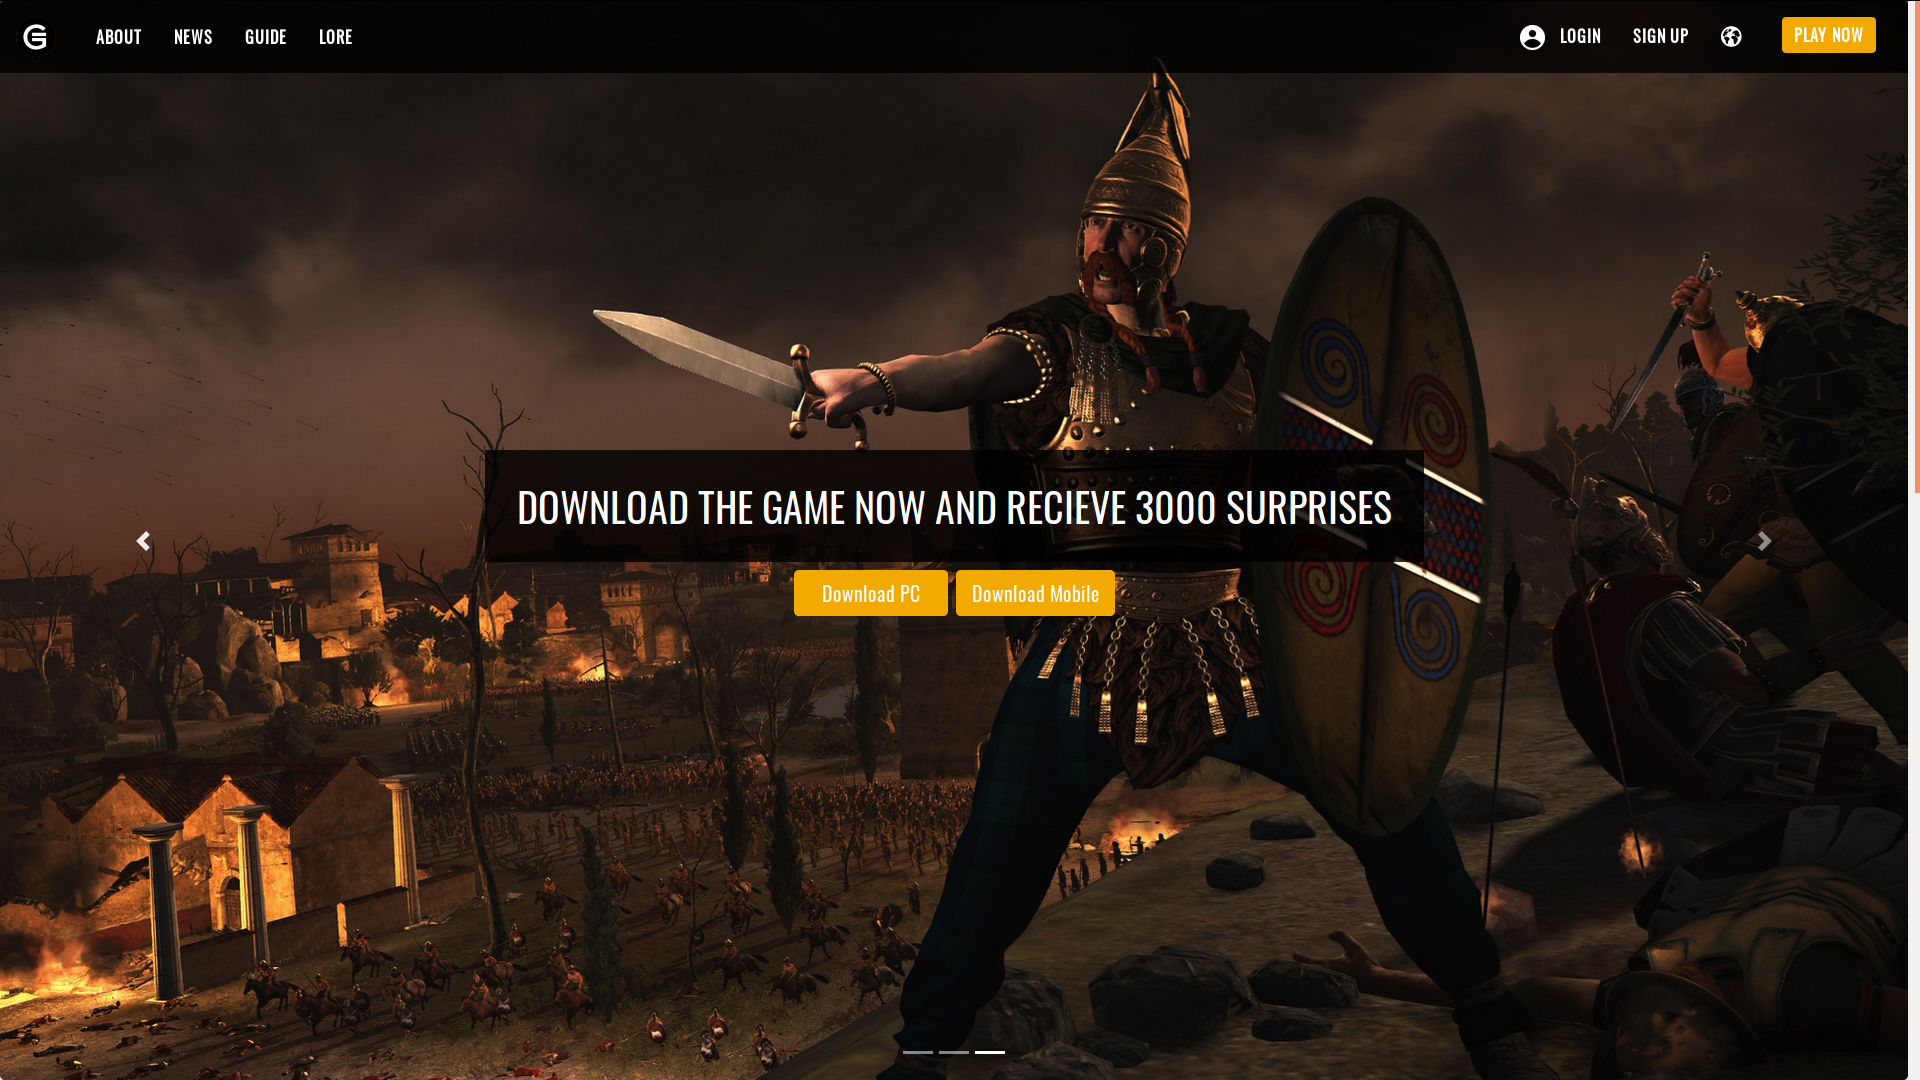 G
ABOUT NEWS GUIDE LORE LOGIN SIGN UP PLAY NOW
DOWNLOAD THE GAME NOW AND RECIEVE 3000 SURPRISES
Download PC Download Mobile